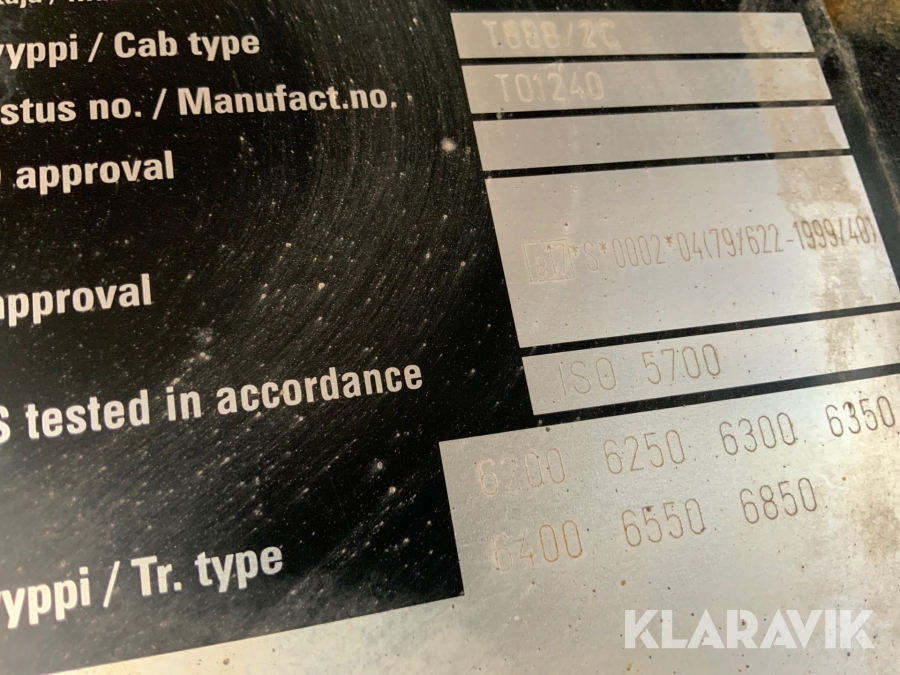 yyppi / Cab type T888/2C
stus no. / Manufact.no. T01240
approval
approval *S*0002*04(79/622-1999/40)
S tested in accordance ISO 5700
6200 6250 6300 6350
6400 6550 6850
yyppi / Tr. type
KLARAVIK